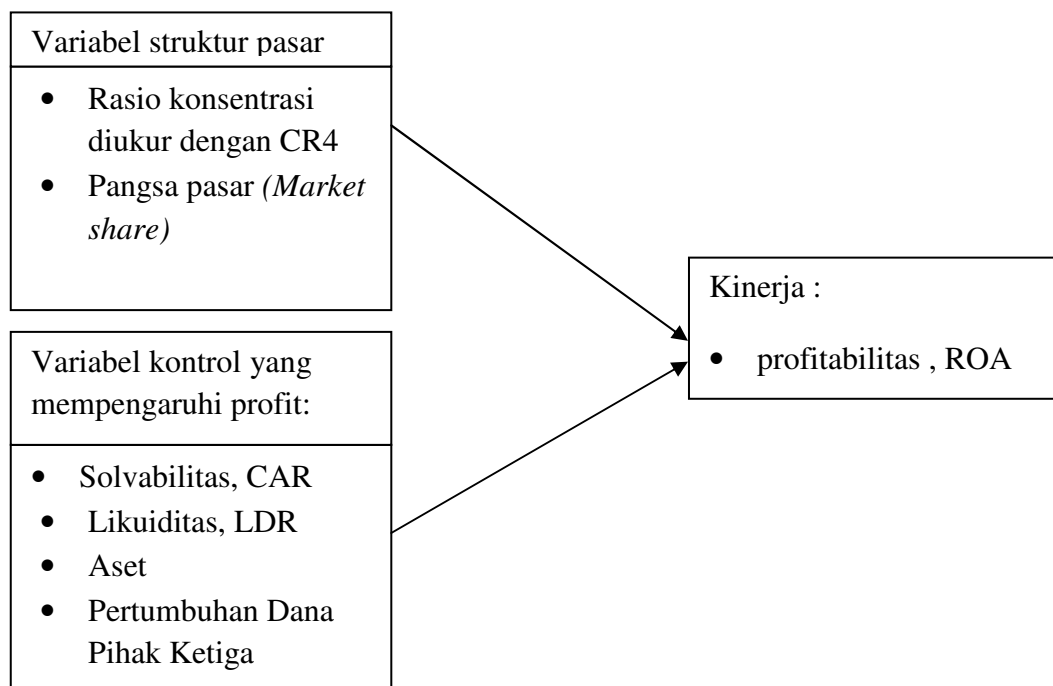 Variabel struktur pasar
• Rasio konsentrasi
diukur dengan CR4
• Pangsa pasar (Market
share)
Variabel kontrol yang
mempengaruhi profit:
• Solvabilitas, CAR
• Likuiditas, LDR
• Aset
• Pertumbuhan Dana
Pihak Ketiga
Kinerja :
• profitabilitas , ROA